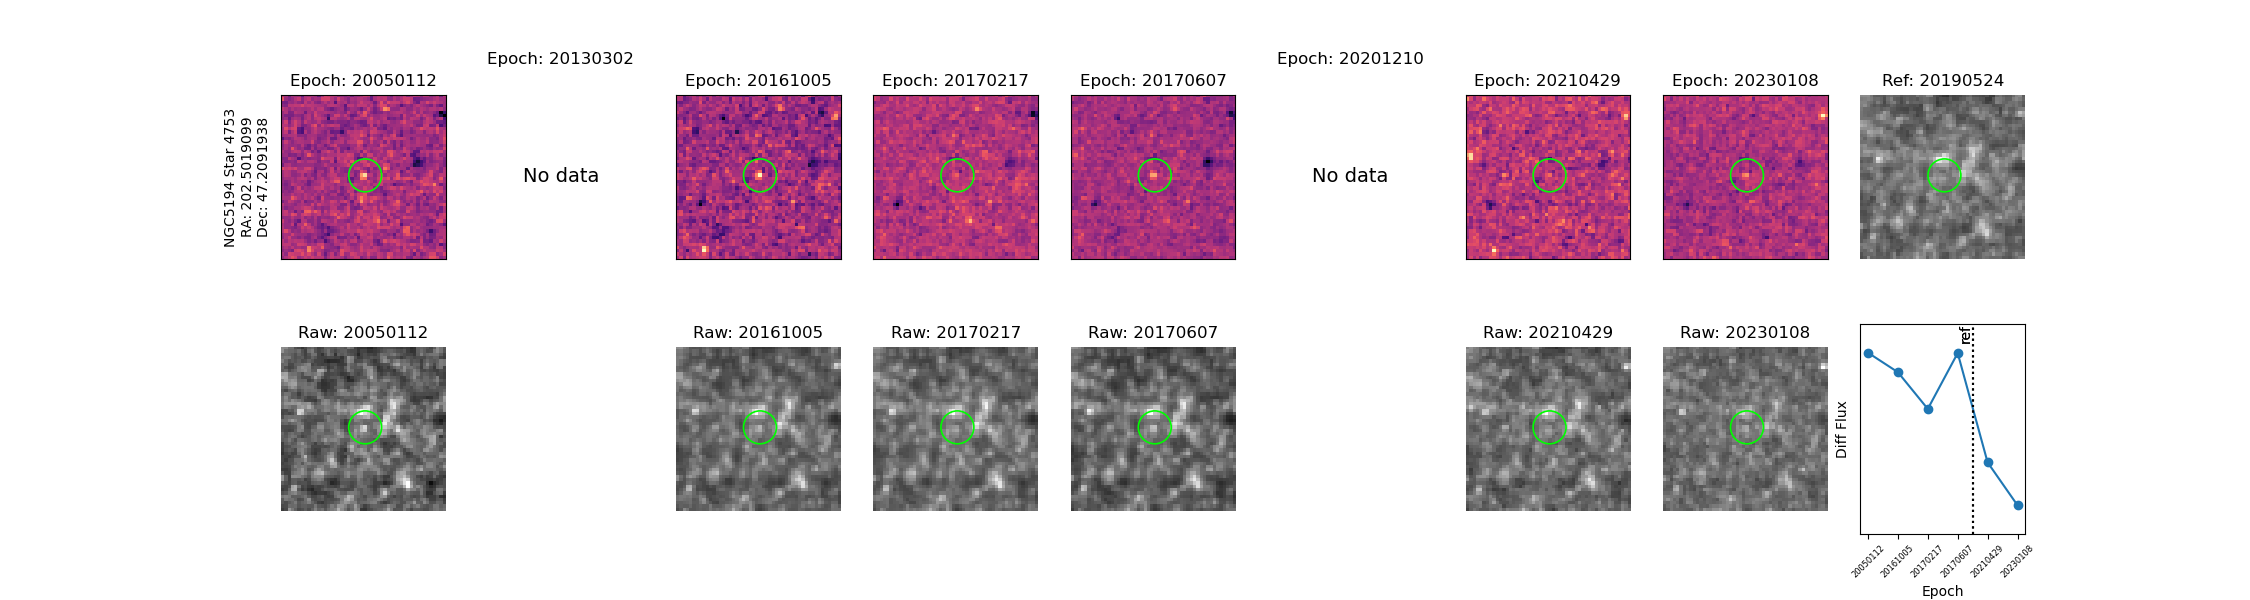 Epoch: 20130302
Epoch: 20201210
Epoch: 20050112
Epoch: 20161005
Epoch: 20170217
Epoch: 20170607
Epoch: 20210429
Epoch: 20230108
Ref: 20190524
NGC5194 Star 4753
RA: 202.5019099
Dec: 47.2091938
No data
No data
Raw: 20050112
Raw: 20161005
Raw: 20170217
Raw: 20170607
Raw: 20210429
Raw: 20230108
ref
Diff Flux
20050112
20161005
20170217
20170607
20210429
20230108
Epoch